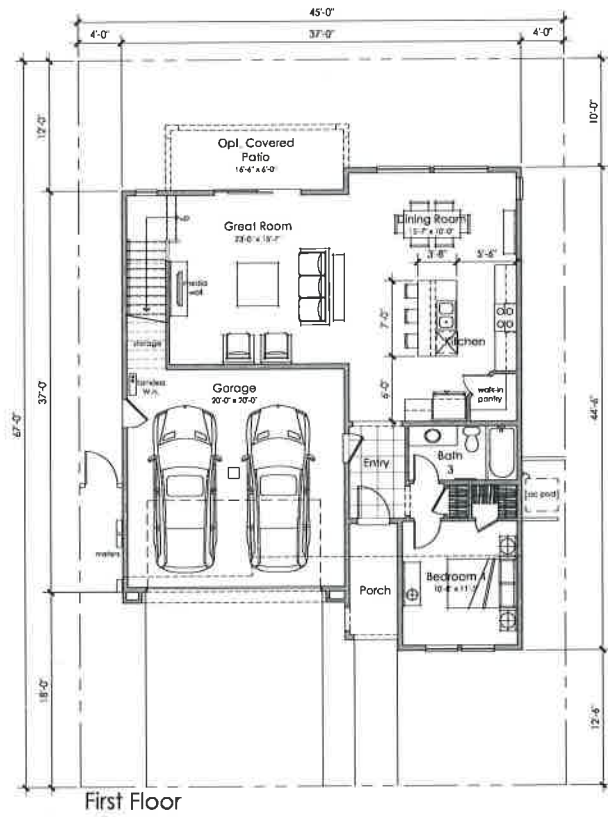 45'-0"
4'-0"
37'-0"
4'-0"
12'-0"
10'-0"
Opt. Covered
Patio
16'-6" x 6'-0"
up
Great Room
Dining Room
15'-7" x 10'-0"
3'-8"
5'-6"
media
wall
7'-0"
Kitchen
storage
67'-0"
37'-0"
44'-6"
tankless
W.H.
Garage
20'-0" x 20'-0"
6'-0"
walk-in
pantry
Entry
Bath
3
[ac pad]
meters
Porch
Bedroom 4
18'-0"
12'-6"
First Floor